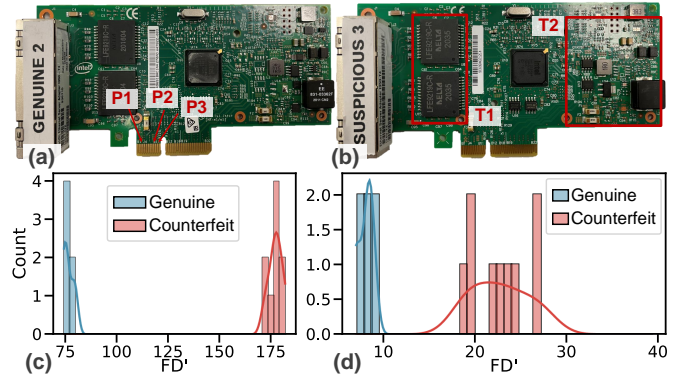 GENUINE 2
P1
P2
P3
intel
(a)
SUSPICIOUS 3
T1
T2
(b)
(c)
Count
4
3
2
1
0
75
100
125
150
175
FD'
Genuine
Counterfeit
(d)
2.0
1.5
1.0
0.5
0.0
10
20
30
40
FD'
Genuine
Counterfeit